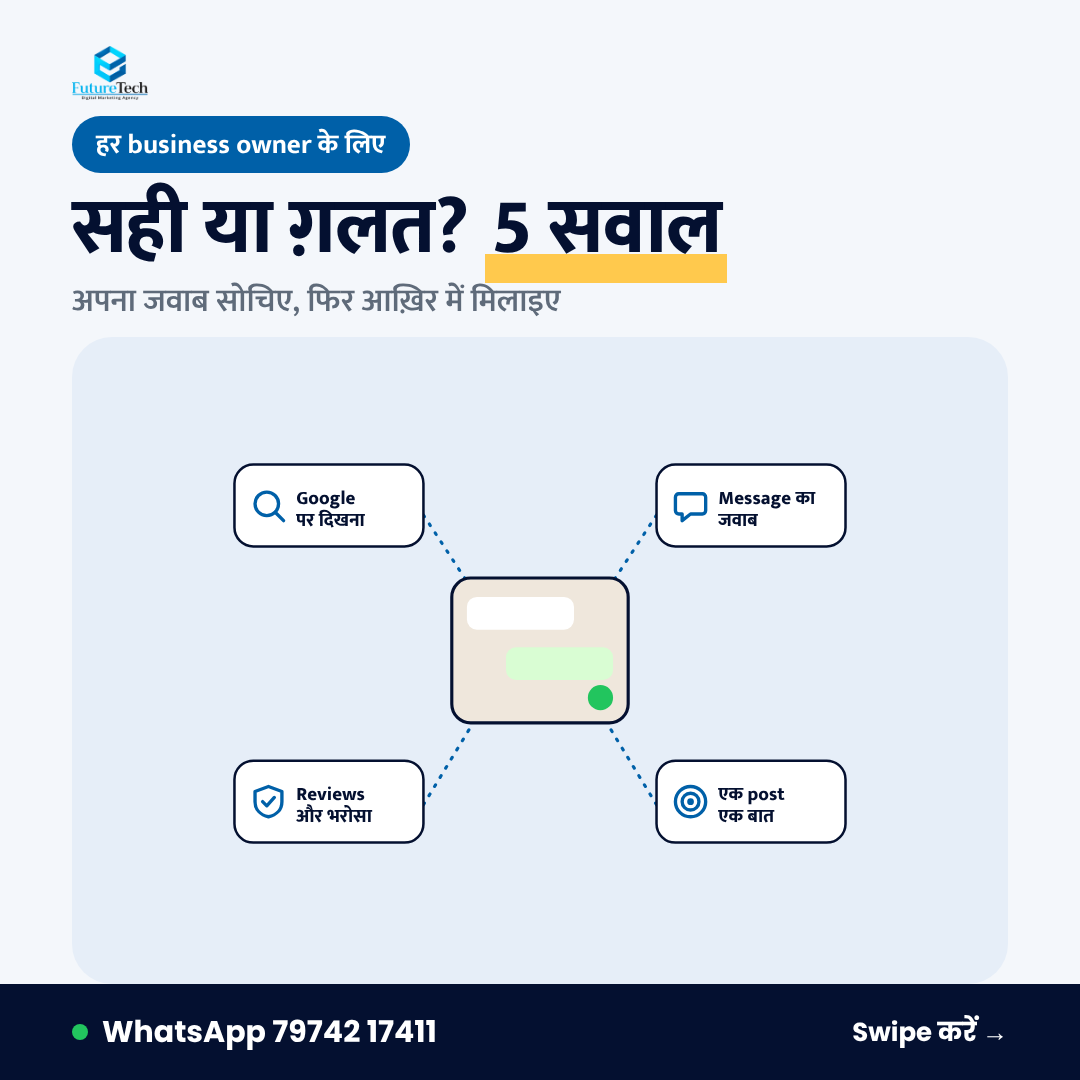 FutureTech
Digital Marketing Agency
हर business owner के लिए
सही या ग़लत? 5 सवाल
अपना जवाब सोचिए, फिर आख़िर में मिलाइए
Google
पर दिखना
Message का
जवाब
Reviews
और भरोसा
एक post
एक बात
WhatsApp 79742 17411
Swipe करें →